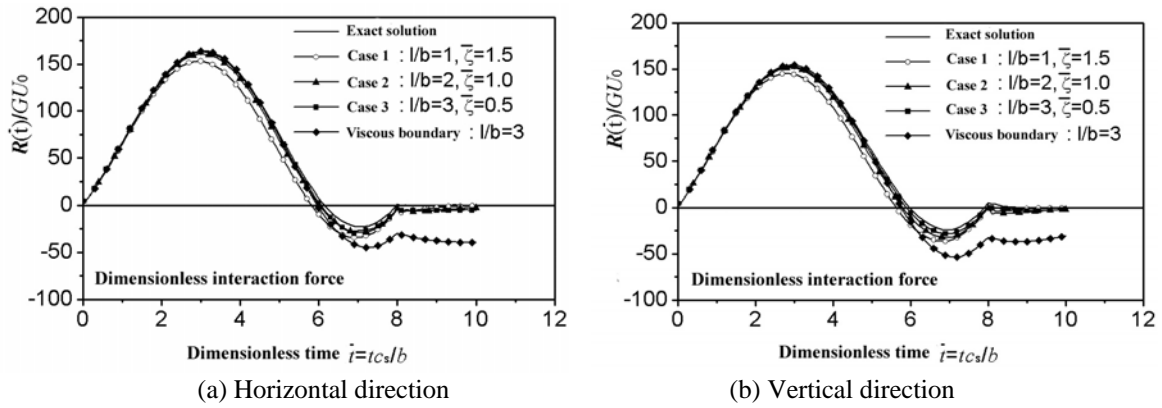 200
150
100
50
0
-50
-100
R(t)/GU₀
Exact solution
Case 1 : l/b=1, ζ̅=1.5
Case 2 : l/b=2, ζ̅=1.0
Case 3 : l/b=3, ζ̅=0.5
Viscous boundary : l/b=3
Dimensionless interaction force
0 2 4 6 8 10 12
Dimensionless time t̄=tcₛ/b
(a) Horizontal direction
200
150
100
50
0
-50
-100
R(t)/GU₀
Exact solution
Case 1 : l/b=1, ζ̅=1.5
Case 2 : l/b=2, ζ̅=1.0
Case 3 : l/b=3, ζ̅=0.5
Viscous boundary : l/b=3
Dimensionless interaction force
0 2 4 6 8 10 12
Dimensionless time t̄=tcₛ/b
(b) Vertical direction